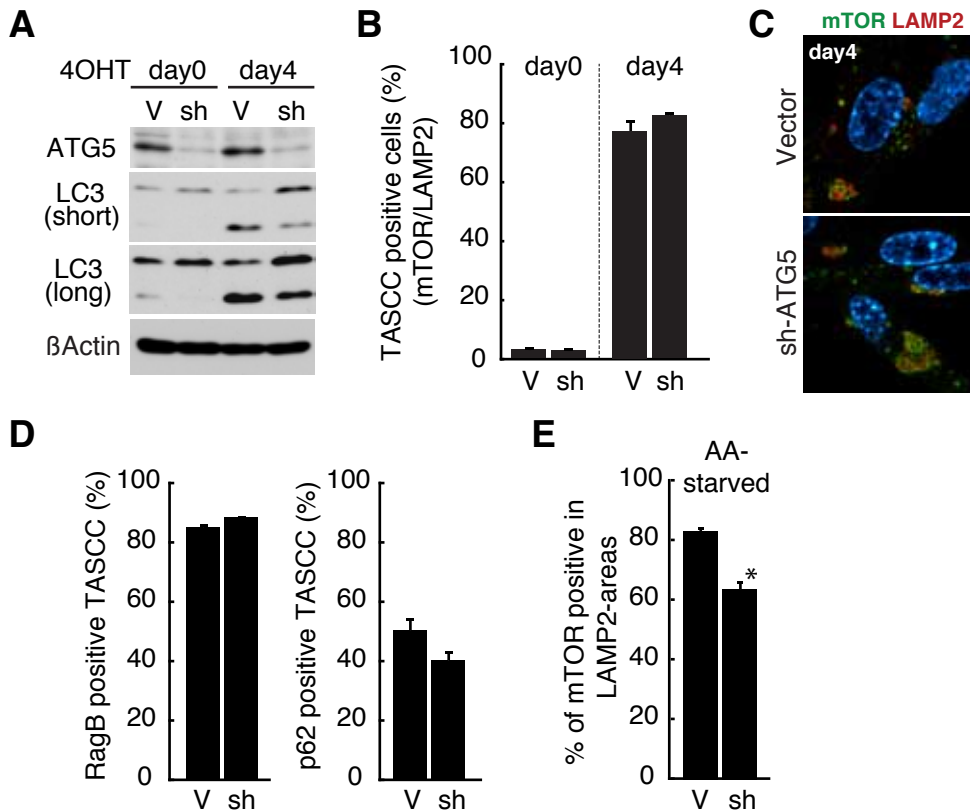 A
4OHT day0 day4
V sh V sh
ATG5
LC3
(short)
LC3
(long)
ßActin
B
TASCC positive cells (%)
(mTOR/LAMP2)
100
80
60
40
20
0
day0 day4
V sh V sh
C
mTOR LAMP2
day4
Vector
sh-ATG5
D
RagB positive TASCC (%)
100
80
60
40
20
0
V sh
p62 positive TASCC (%)
100
80
60
40
20
0
V sh
E
AA-
starved
% of mTOR positive in
LAMP2-areas
100
80
60
40
20
0
*
V sh